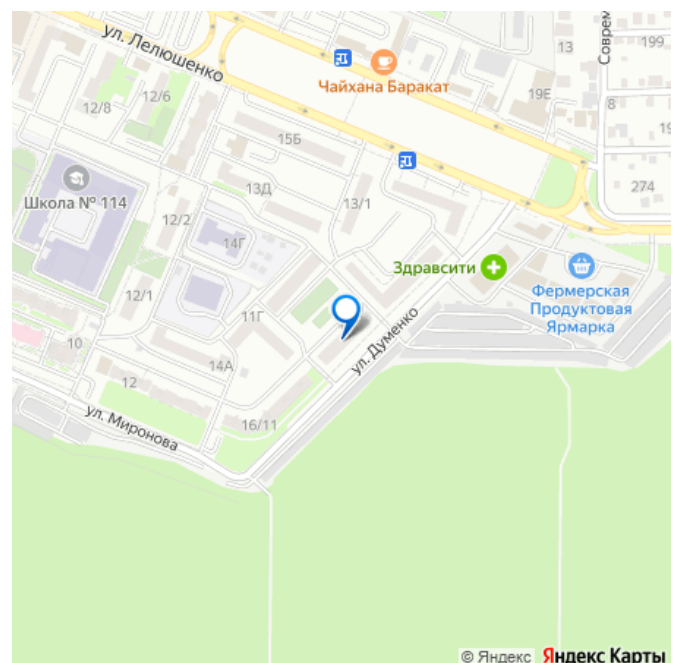 ул. Лелюшенко
Чайхана Баракат
13
Соврем
199
12/6
12/8
19Е
8
19
15Б
Школа № 114
13Д
13/1
274
12/2
14Г
Здравсити
Фермерская
Продуктовая
Ярмарка
12/1
11Г
ул. Думенко
10
14А
12
16/11
ул. Миронова
© Яндекс Яндекс Карты